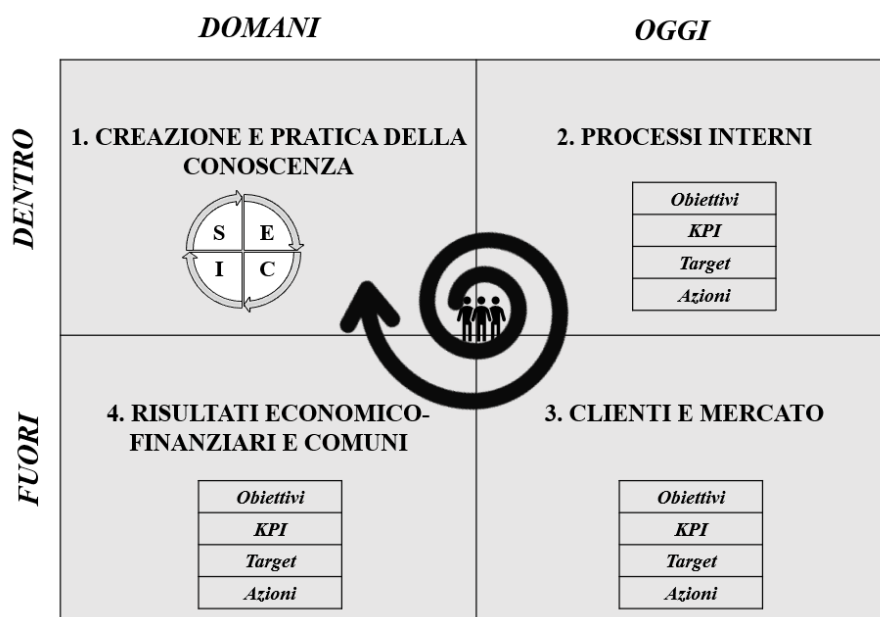 DOMANI
OGGI
DENTRO
1. CREAZIONE E PRATICA DELLA
CONOSCENZA
S E
I C
2. PROCESSI INTERNI
Obiettivi
KPI
Target
Azioni
FUORI
4. RISULTATI ECONOMICO-
FINANZIARI E COMUNI
Obiettivi
KPI
Target
Azioni
3. CLIENTI E MERCATO
Obiettivi
KPI
Target
Azioni